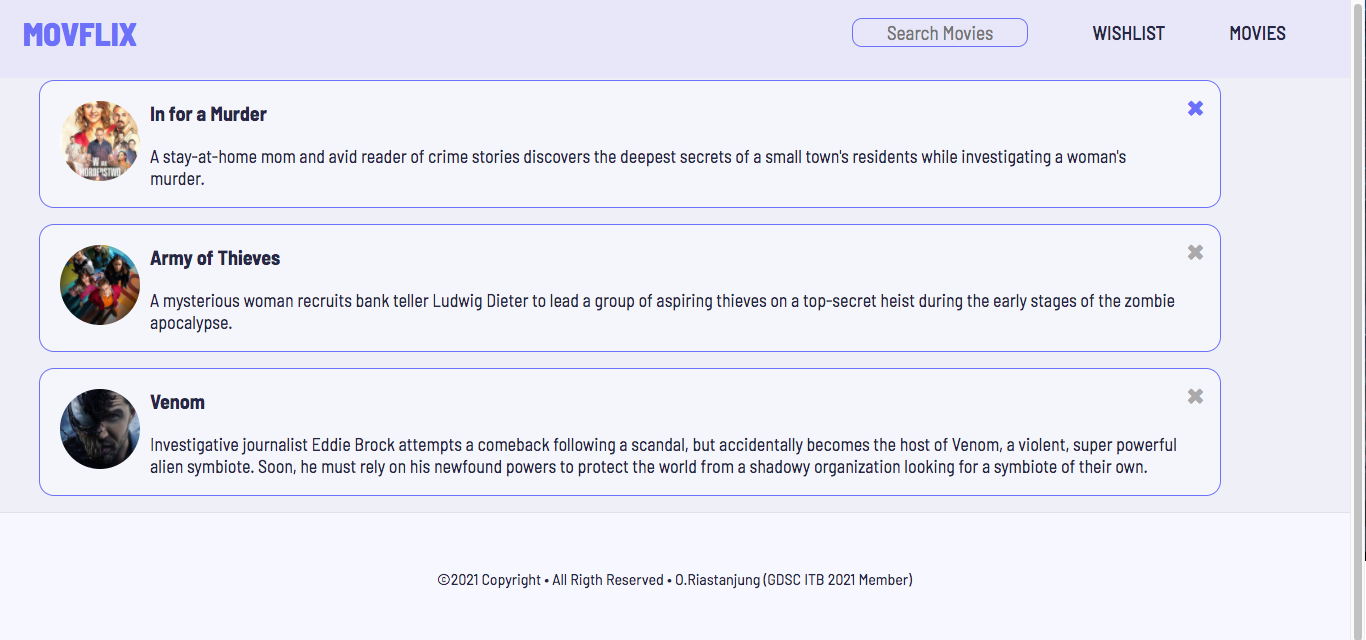 MOVFLIX
Search Movies
WISHLIST
MOVIES
In for a Murder
A stay-at-home mom and avid reader of crime stories discovers the deepest secrets of a small town's residents while investigating a woman's
murder.
Army of Thieves
A mysterious woman recruits bank teller Ludwig Dieter to lead a group of aspiring thieves on a top-secret heist during the early stages of the zombie
apocalypse.
Venom
Investigative journalist Eddie Brock attempts a comeback following a scandal, but accidentally becomes the host of Venom, a violent, super powerful
alien symbiote. Soon, he must rely on his newfound powers to protect the world from a shadowy organization looking for a symbiote of their own.
©2021 Copyright • All Rigth Reserved • O.Riastanjung (GDSC ITB 2021 Member)